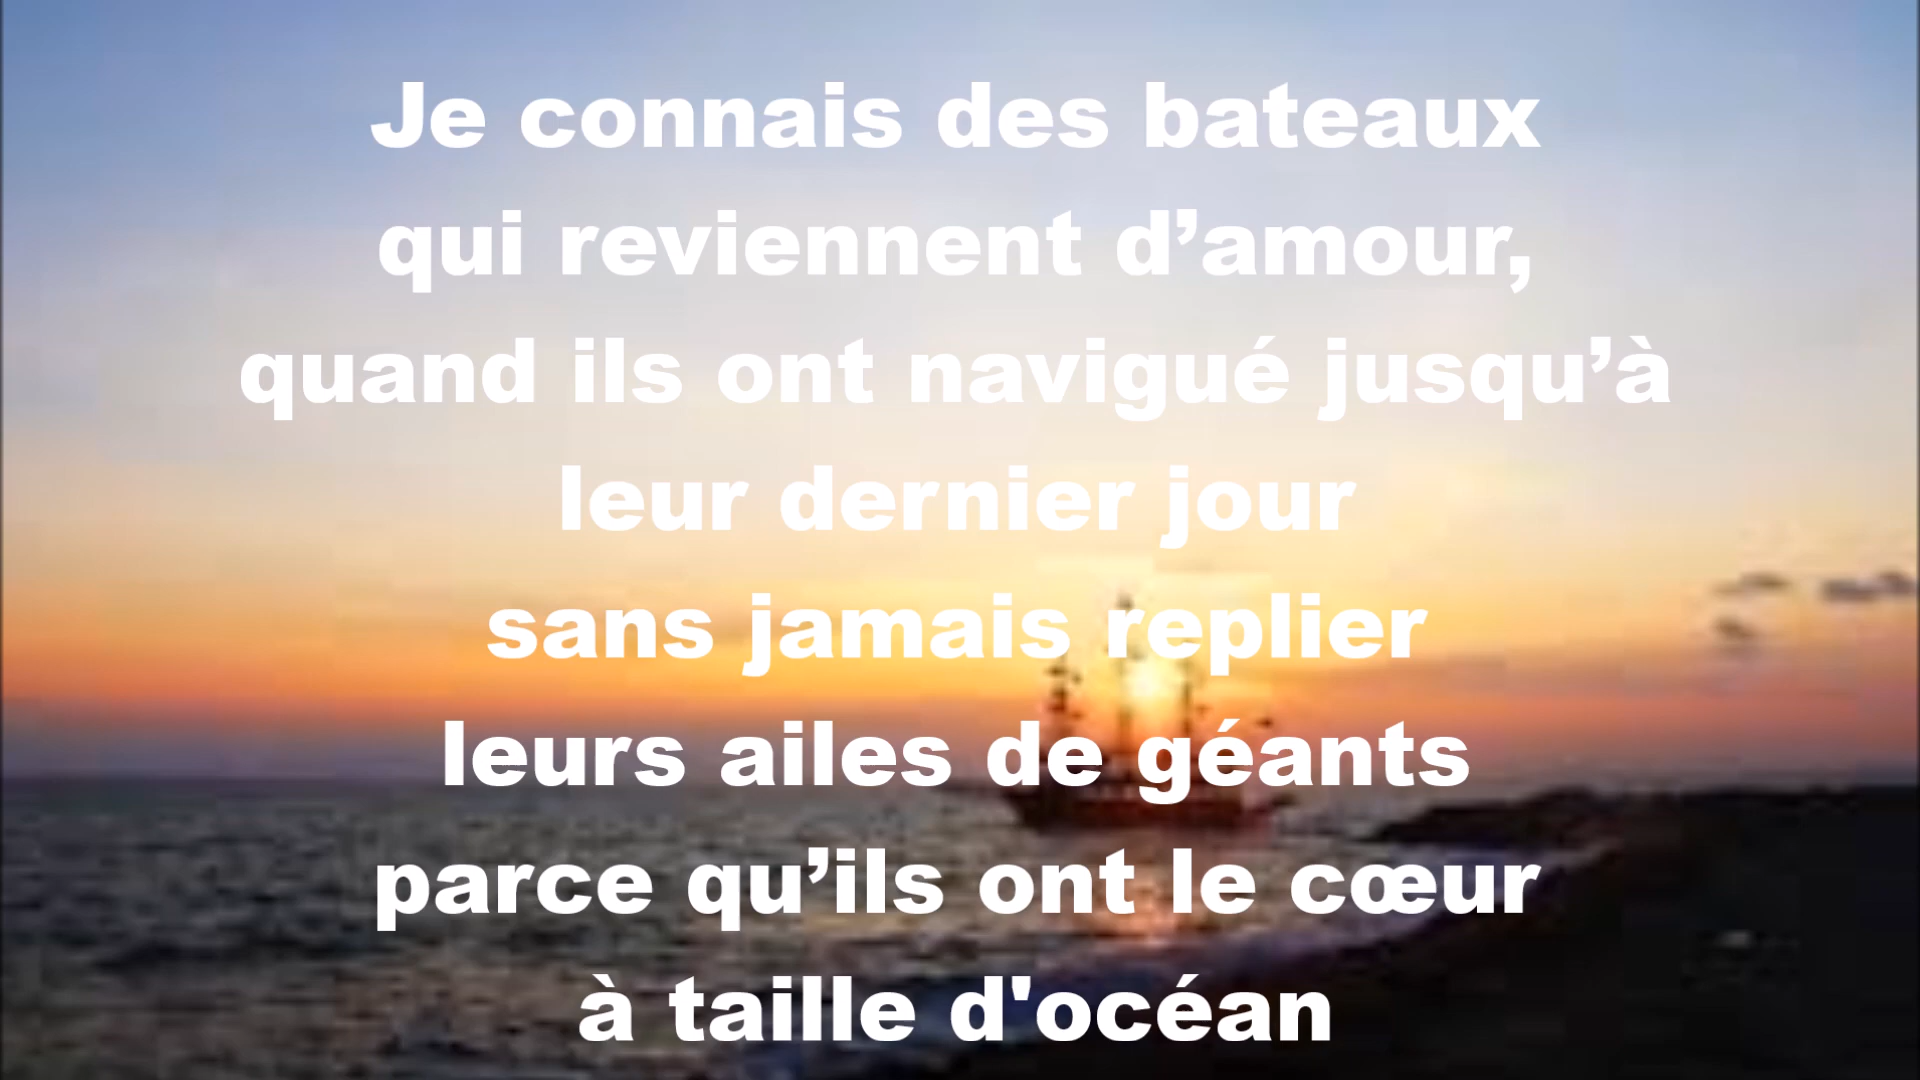 Je connais des bateaux
qui reviennent d’amour,
quand ils ont navigué jusqu’à
leur dernier jour
sans jamais replier
leurs ailes de géants
parce qu’ils ont le cœur
à taille d'océan